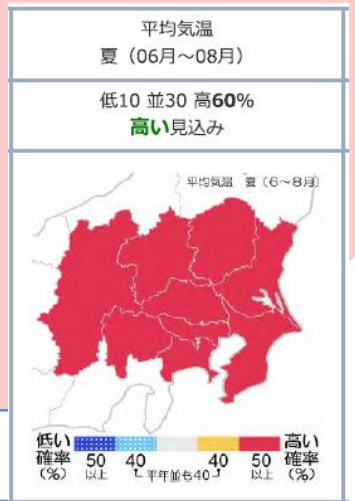 平均気温
夏（06月～08月）
低10 並30 高60%
高い見込み
平均気温 夏（6～8月）
低い 高い
確率 50 40 40 50 確率
(%) 以上 └平年並も40┘ 以上 (%)